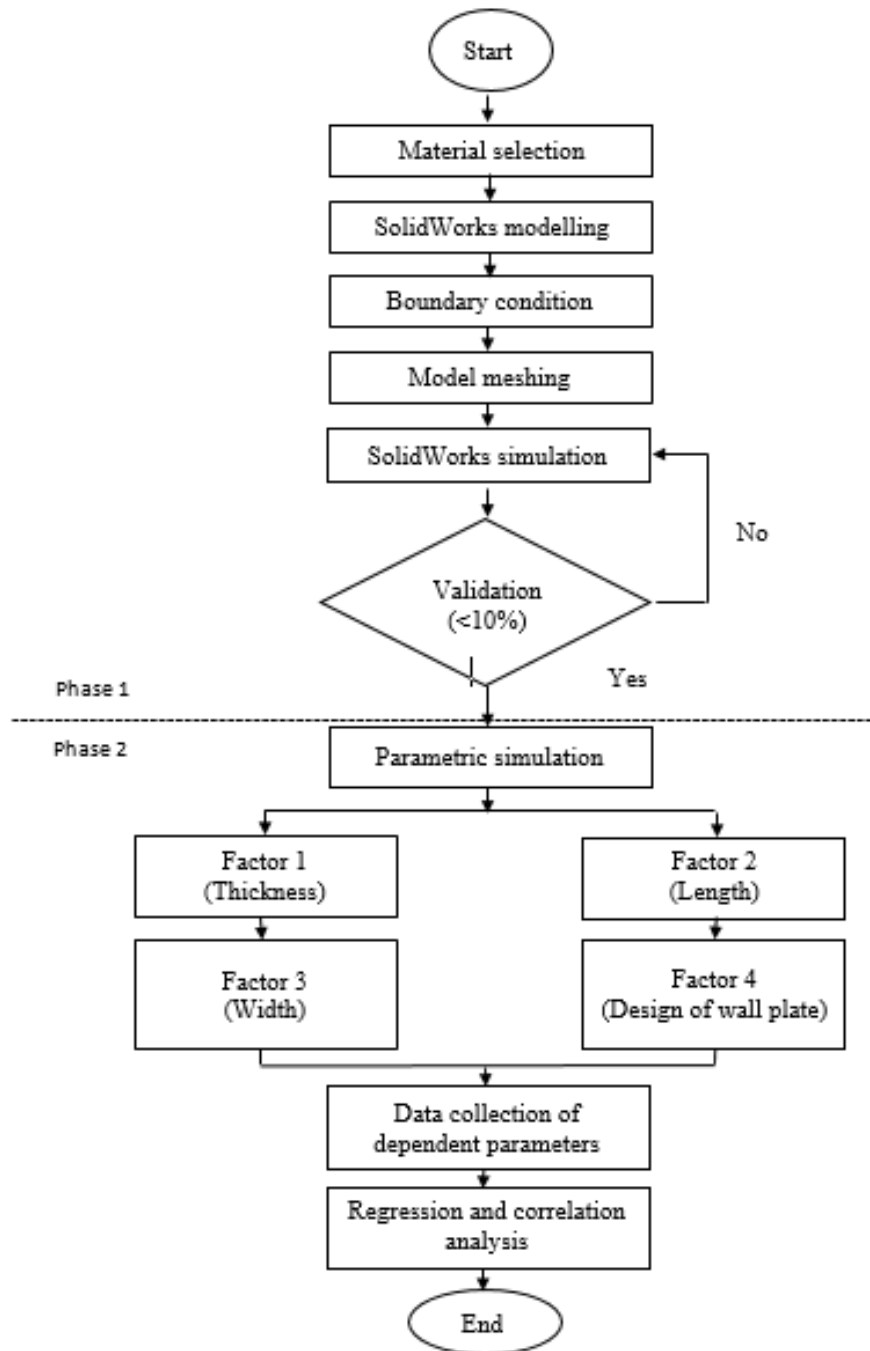 Start
Material selection
SolidWorks modelling
Boundary condition
Model meshing
SolidWorks simulation
No
Validation
(<10%)
Yes
Phase 1
Phase 2
Parametric simulation
Factor 1
(Thickness)
Factor 2
(Length)
Factor 3
(Width)
Factor 4
(Design of wall plate)
Data collection of
dependent parameters
Regression and correlation
analysis
End